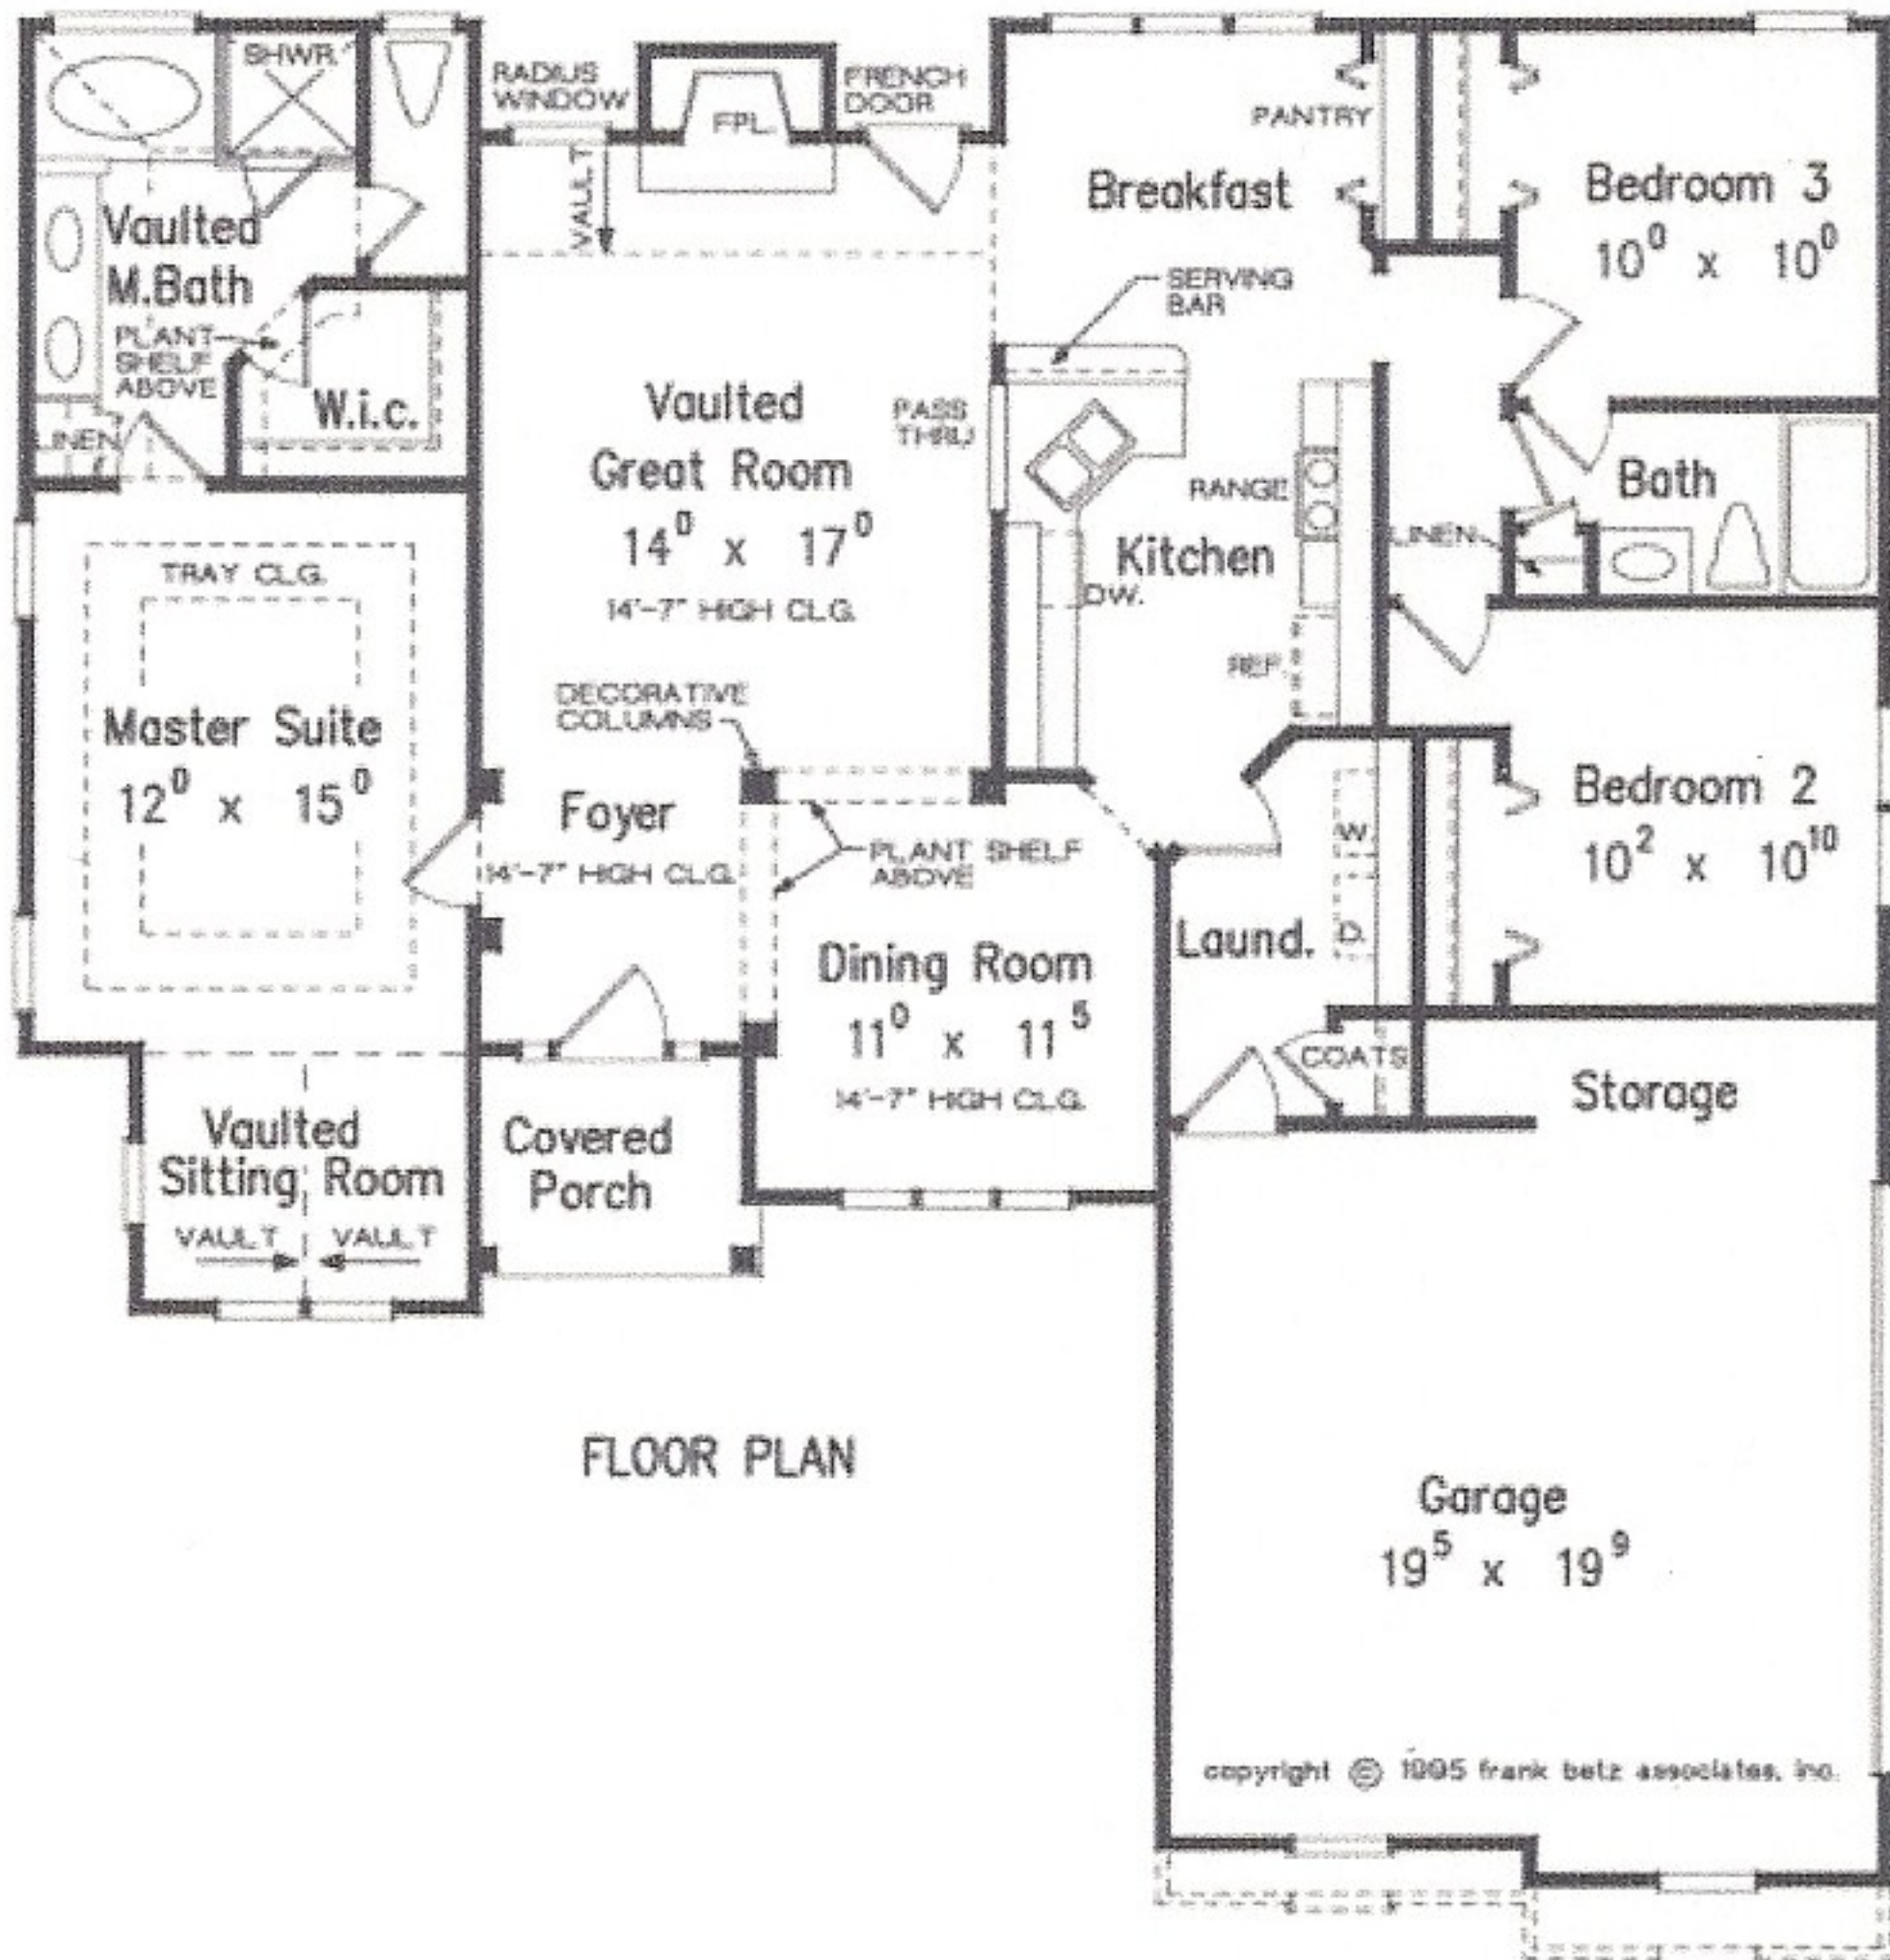 SHWR.
RADIUS
WINDOW
FPL.
FRENCH
DOOR
PANTRY
Breakfast
Bedroom 3
10⁰ x 10⁰
VAULT
Vaulted
M.Bath
PLANT
SHELF
ABOVE
W.i.c.
LINEN
SERVING
BAR
Vaulted
Great Room
14⁰ x 17⁰
14'-7" HIGH CLG.
PASS
THRU
RANGE
Kitchen
DW.
REF.
Bath
LINEN
TRAY CLG.
Master Suite
12⁰ x 15⁰
DECORATIVE
COLUMNS
Foyer
14'-7" HIGH CLG.
PLANT SHELF
ABOVE
Bedroom 2
10² x 10¹⁰
W.
D.
Laund.
Dining Room
11⁰ x 11⁵
14'-7" HIGH CLG.
COATS
Storage
Vaulted
Sitting Room
VAULT VAULT
Covered
Porch
FLOOR PLAN
Garage
19⁵ x 19⁹
copyright © 1995 frank betz associates, inc.